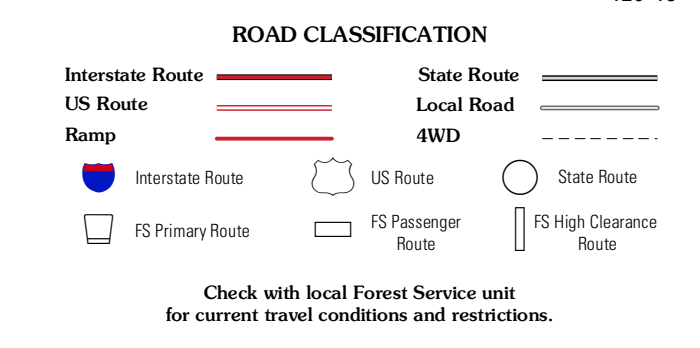 ROAD CLASSIFICATION
Interstate Route
State Route
US Route
Local Road
Ramp
4WD
Interstate Route
US Route
State Route
FS Primary Route
FS Passenger
Route
FS High Clearance
Route
Check with local Forest Service unit
for current travel conditions and restrictions.